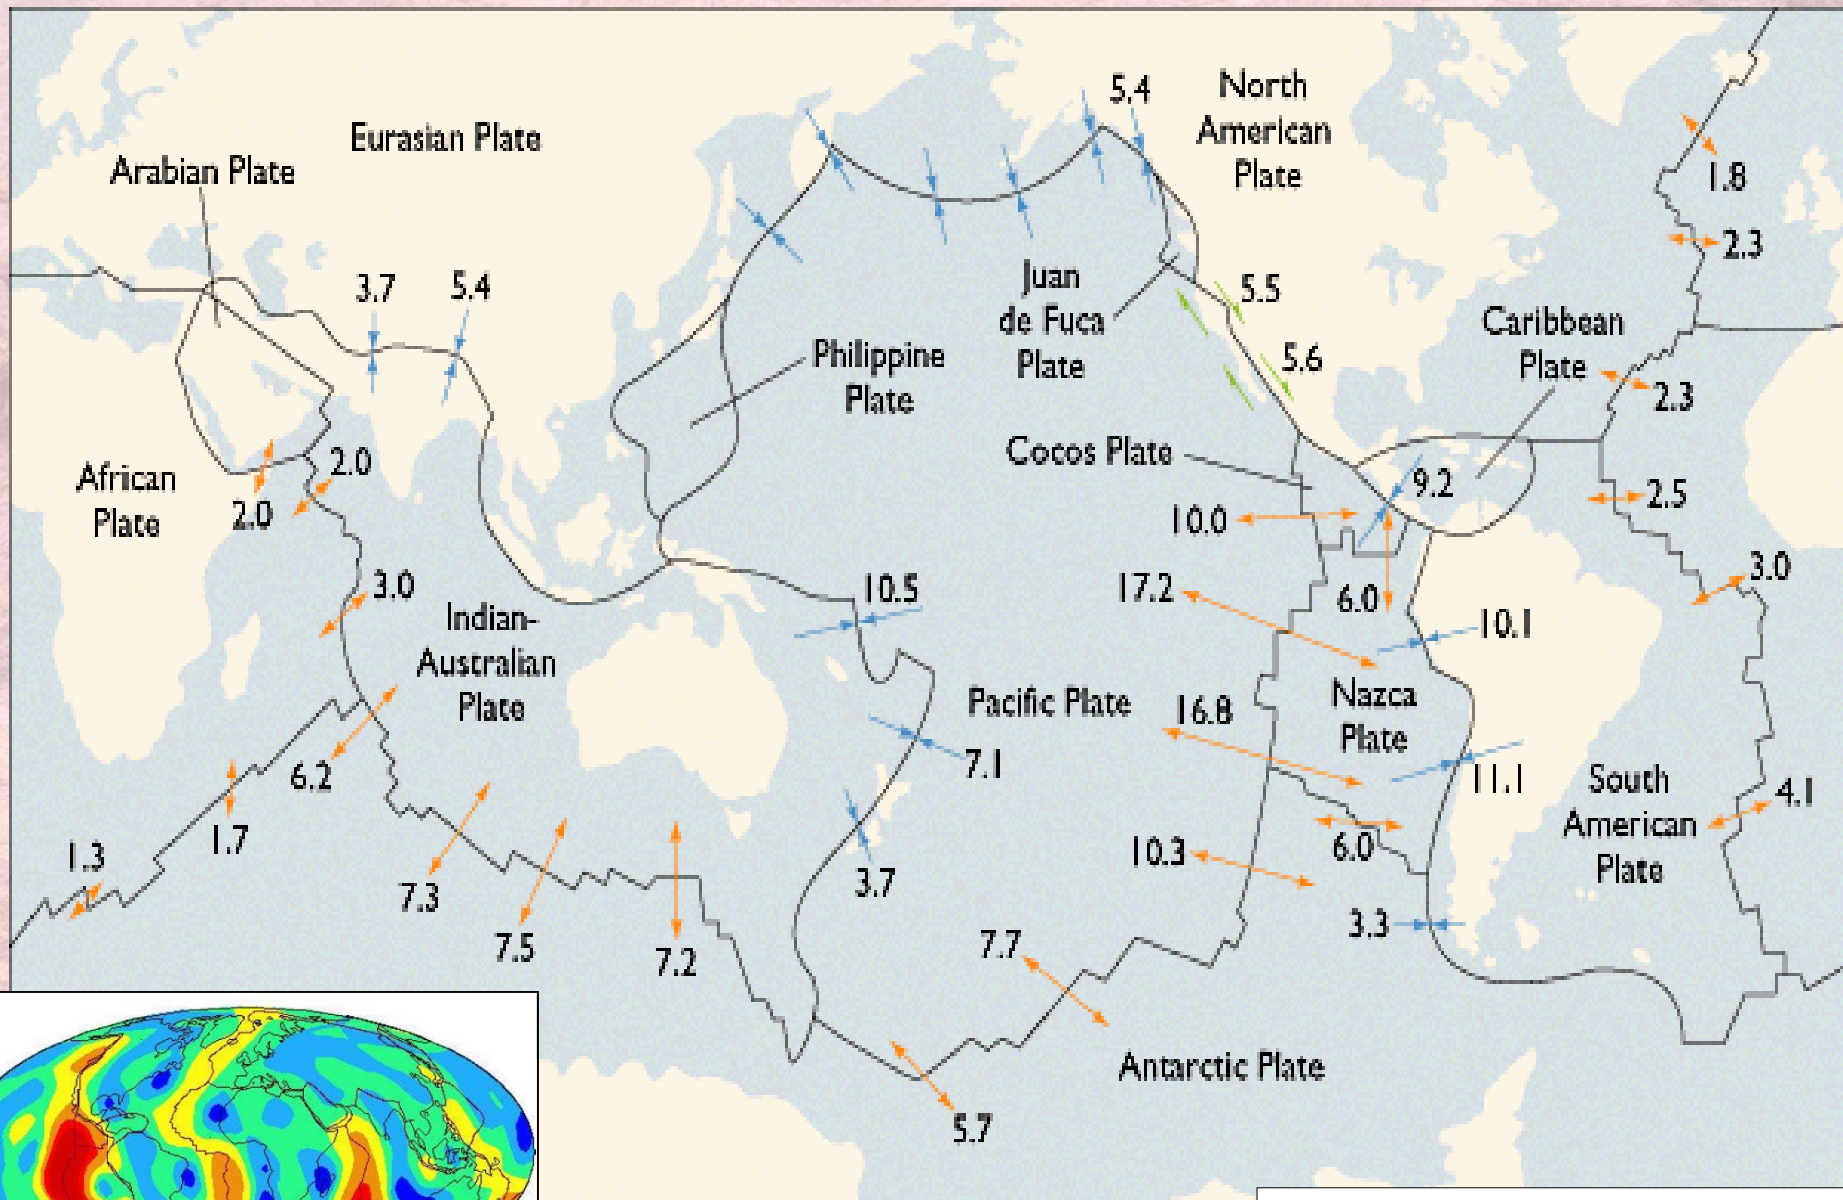 5.4
North
American
Plate
Eurasian Plate
Arabian Plate
1.8
2.3
3.7
5.4
Juan
de Fuca
Plate
5.5
Caribbean
Plate
Philippine
Plate
5.6
2.3
Cocos Plate
African
Plate
2.0
2.0
9.2
2.5
10.0
3.0
3.0
Indian-
Australian
Plate
10.5
17.2
6.0
10.1
Pacific Plate
16.8
Nazca
Plate
6.2
7.1
11.1
South
American
Plate
4.1
1.7
1.3
7.3
3.7
10.3
6.0
7.5
7.2
7.7
3.3
Antarctic Plate
5.7